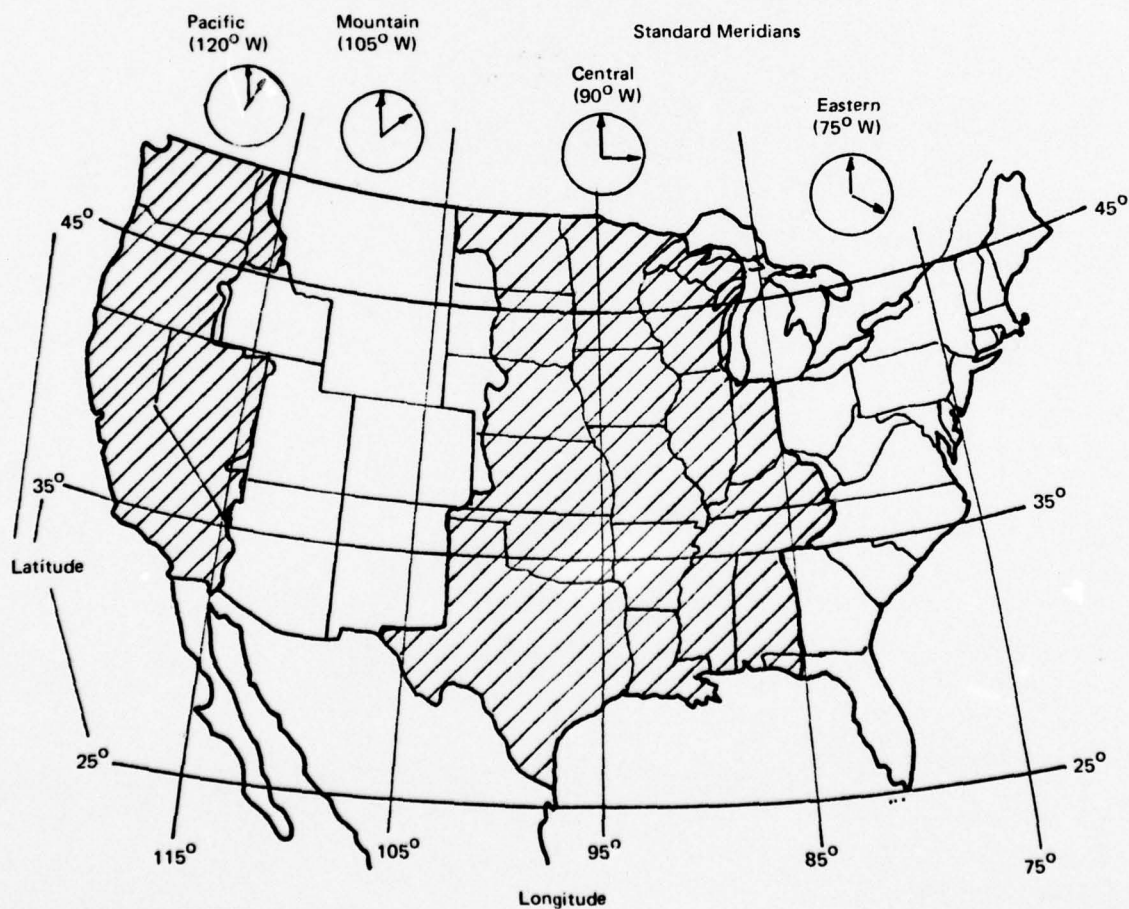 Pacific
(120° W)
Mountain
(105° W)
Standard Meridians
Central
(90° W)
Eastern
(75° W)
45°
45°
35°
35°
Latitude
25°
25°
115°
105°
95°
85°
75°
Longitude